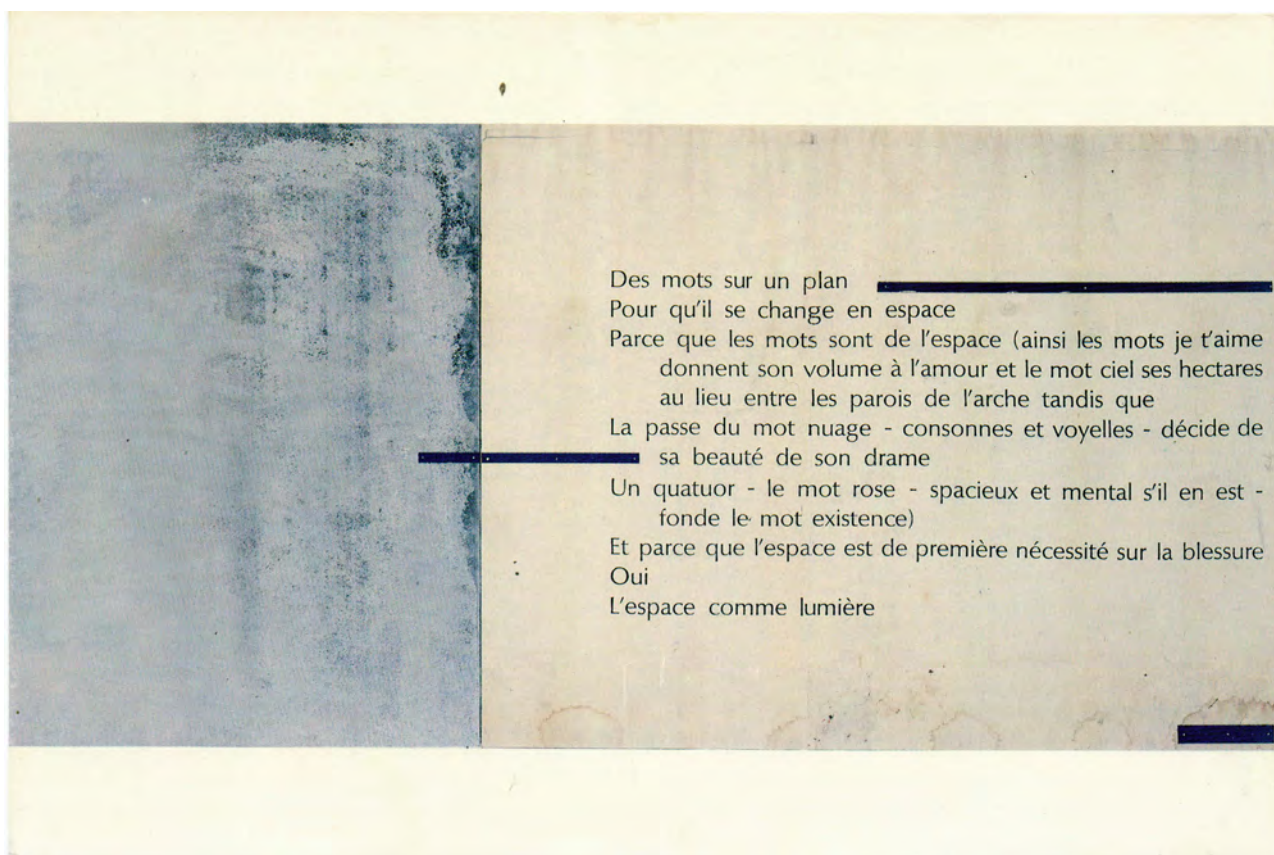 Des mots sur un plan
Pour qu'il se change en espace
Parce que les mots sont de l'espace (ainsi les mots je t'aime
donnent son volume à l'amour et le mot ciel ses hectares
au lieu entre les parois de l'arche tandis que
La passe du mot nuage - consonnes et voyelles - décide de
sa beauté de son drame
Un quatuor - le mot rose - spacieux et mental s'il en est -
fonde le mot existence)
Et parce que l'espace est de première nécessité sur la blessure
Oui
L'espace comme lumière